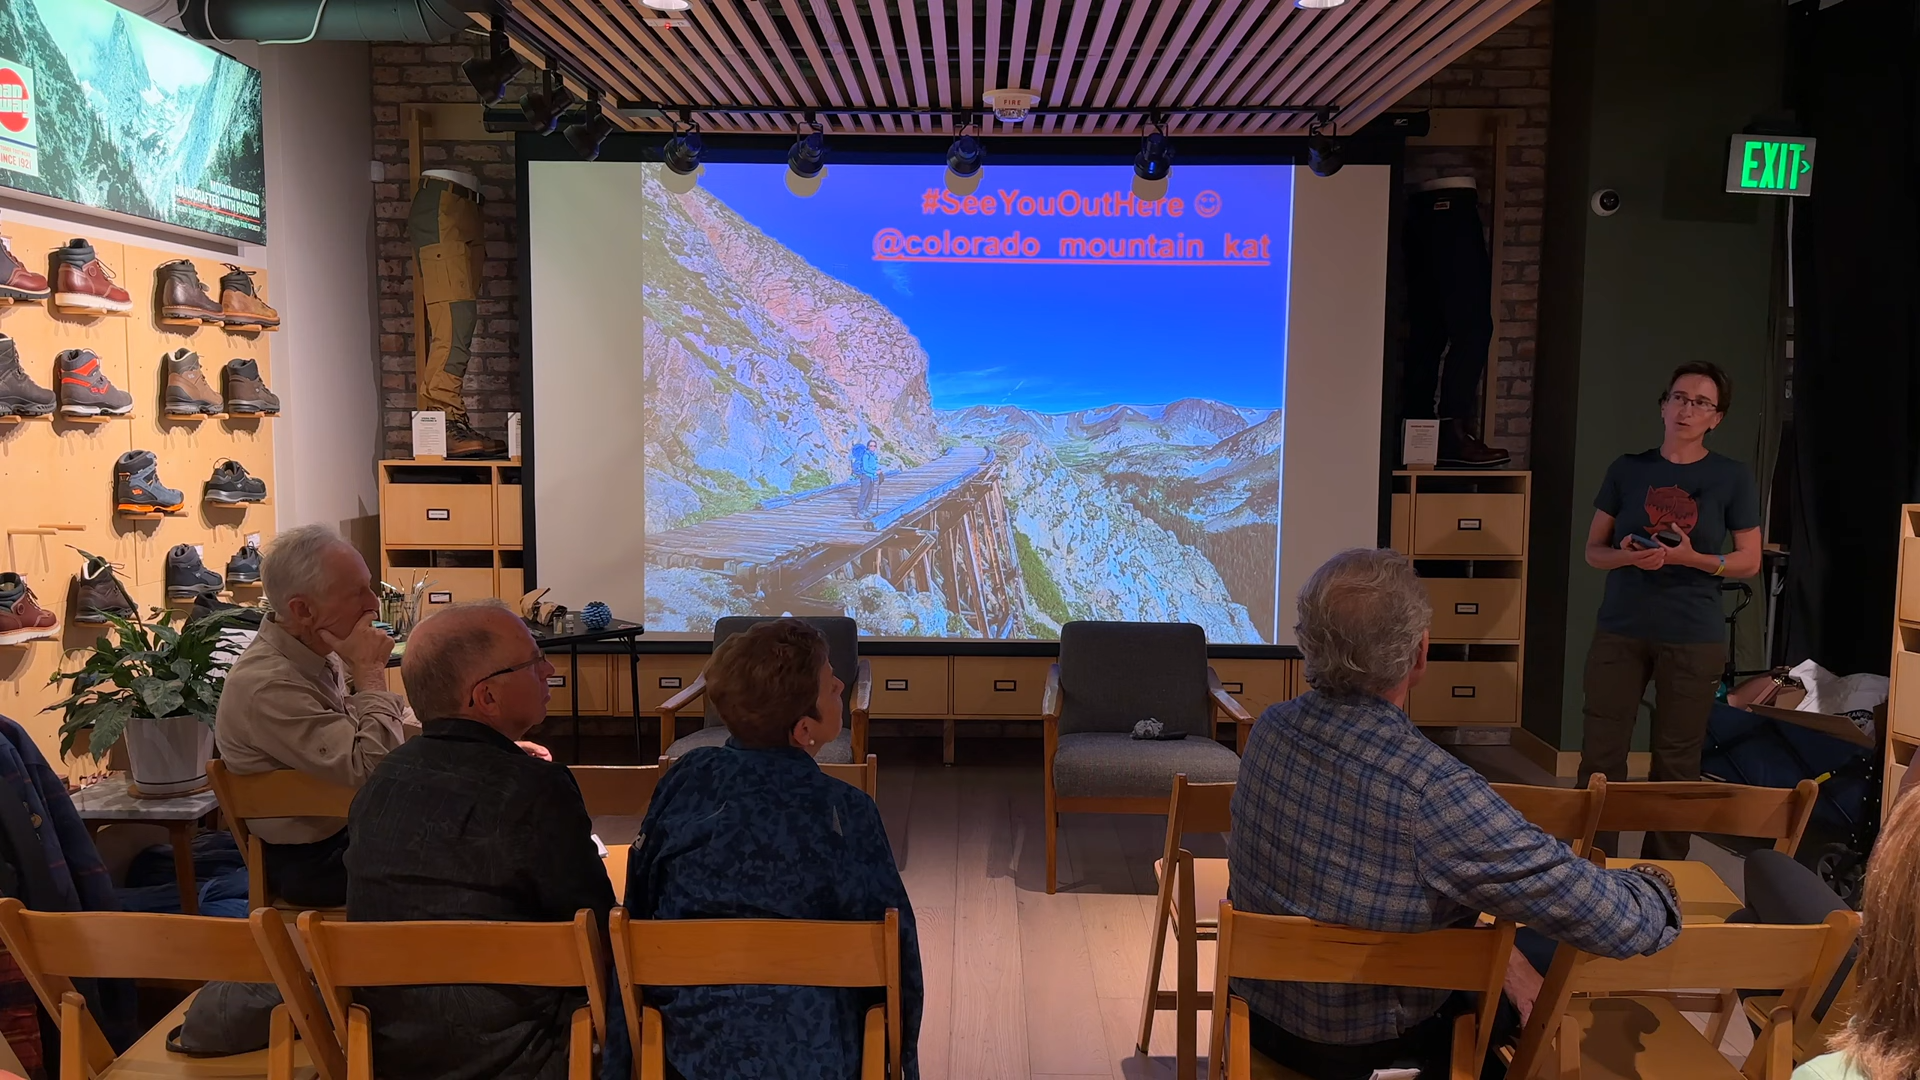 SINCE 1921
MOUNTAIN BOOTS
HANDCRAFTED WITH PASSION
FIRE
#SeeYouOutHere 😊
@colorado_mountain_kat
EXIT